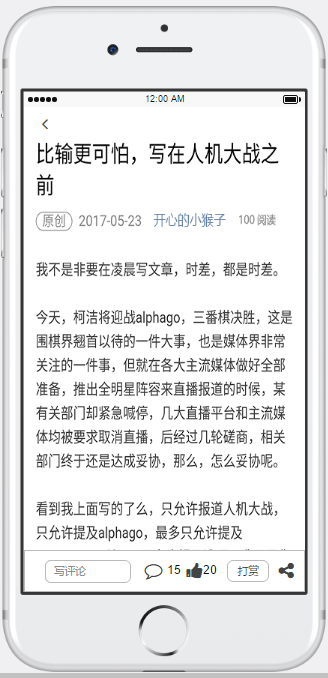 12:00 AM
比输更可怕，写在人机大战之
前
原创 2017-05-23 开心的小猴子 100 阅读
我不是非要在凌晨写文章，时差，都是时差。
今天，柯洁将迎战alphago，三番棋决胜，这是
围棋界翘首以待的一件大事，也是媒体界非常
关注的一件事，但就在各大主流媒体做好全部
准备，推出全明星阵容来直播报道的时候，某
有关部门却紧急喊停，几大直播平台和主流媒
体均被要求取消直播，后经过几轮磋商，相关
部门终于还是达成妥协，那么，怎么妥协呢。
看到我上面写的了么，只允许报道人机大战，
只允许提及alphago，最多只允许提及
写评论 15 20 打赏